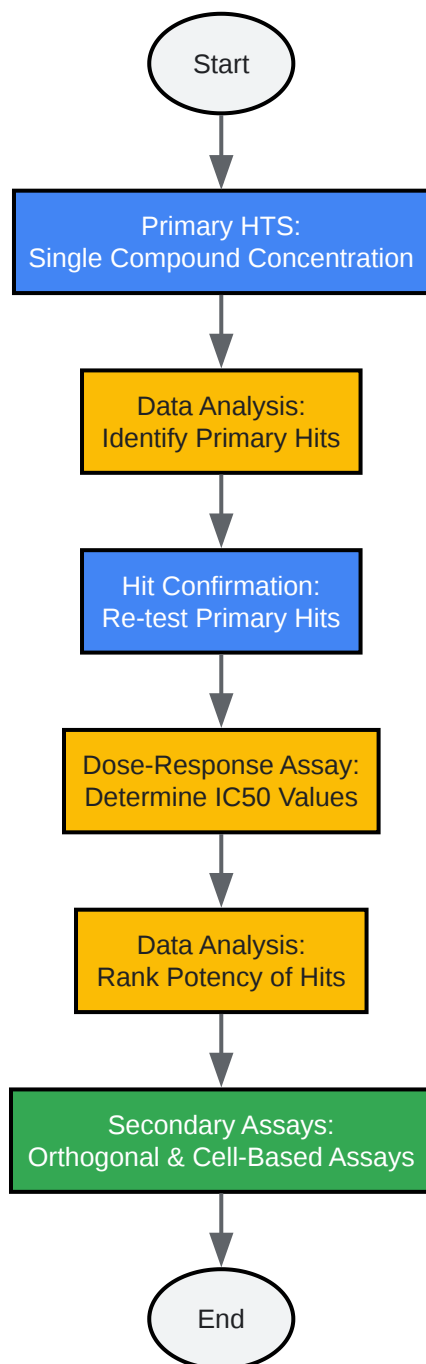 Start
Primary HTS:
Single Compound Concentration
Data Analysis:
Identify Primary Hits
Hit Confirmation:
Re-test Primary Hits
Dose-Response Assay:
Determine IC50 Values
Data Analysis:
Rank Potency of Hits
Secondary Assays:
Orthogonal & Cell-Based Assays
End